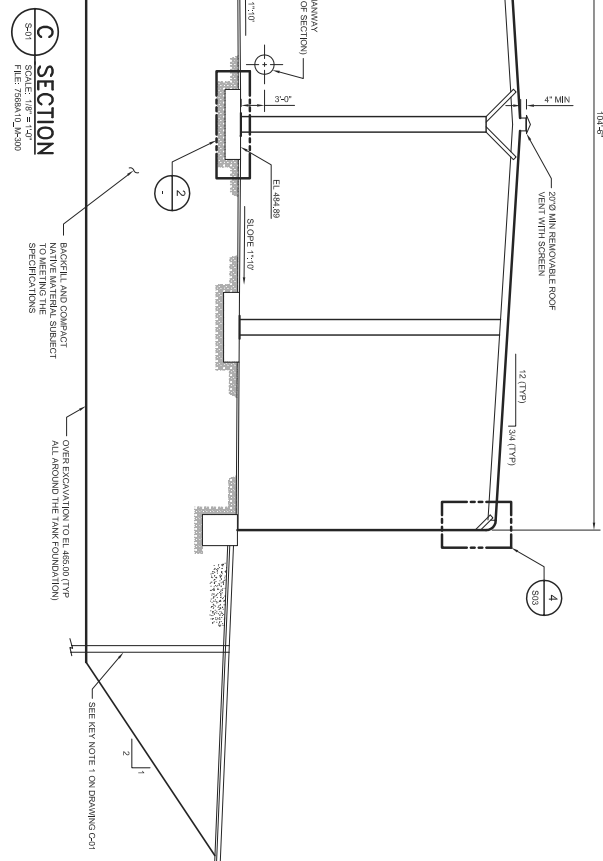 104'-6"
4" MIN
20"Ø MIN REMOVABLE ROOF
VENT WITH SCREEN
12 (TYP)
3/4 (TYP)
4
S03
1":10'
ANWAY
OF SECTION)
3'-0"
EL 484.89
SLOPE 1":10'
2
-
BACKFILL AND COMPACT
NATIVE MATERIAL SUBJECT
TO MEETING THE
SPECIFICATIONS
OVER EXCAVATION TO EL 465.00 (TYP
ALL AROUND THE TANK FOUNDATION)
SEE KEY NOTE 1 ON DRAWING C-01
1
2
C
S-01
SECTION
SCALE: 1/8" = 1'-0"
FILE: 7568A10_M-300